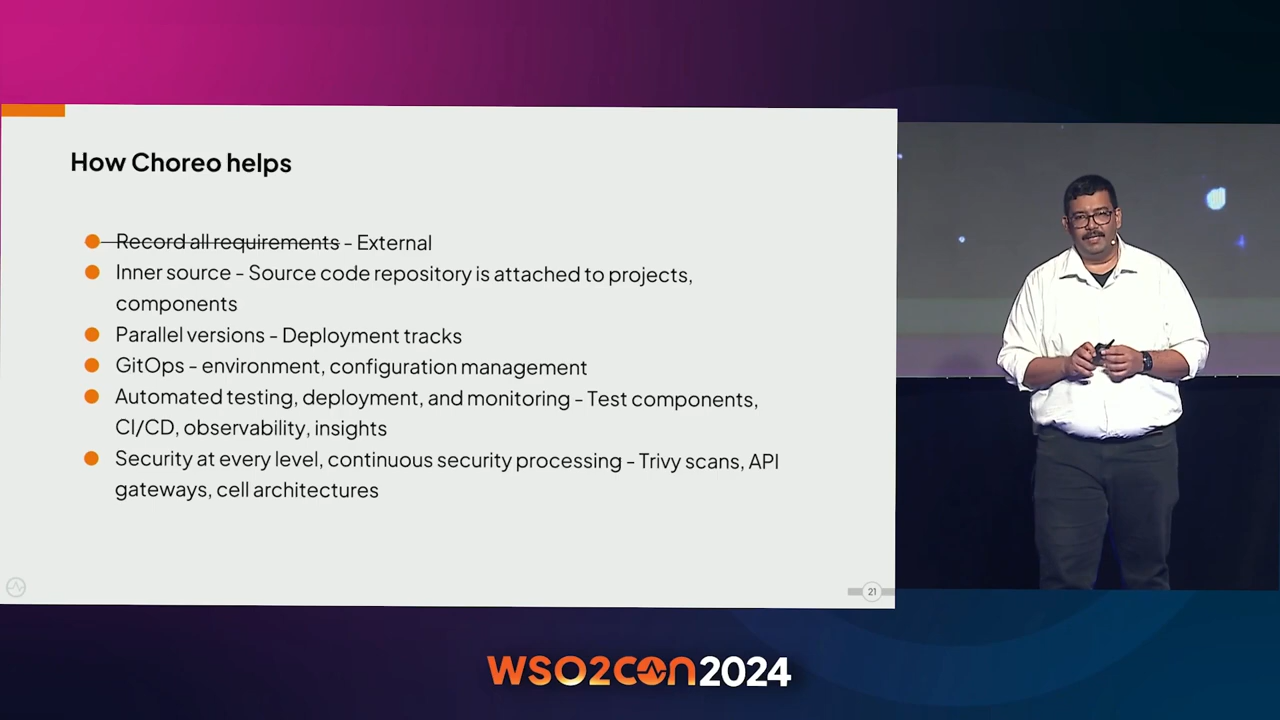 How Choreo helps
Record all requirements - External
Inner source - Source code repository is attached to projects,
components
Parallel versions - Deployment tracks
GitOps - environment, configuration management
Automated testing, deployment, and monitoring - Test components,
CI/CD, observability, insights
Security at every level, continuous security processing - Trivy scans, API
gateways, cell architectures
21
WSO2CON2024